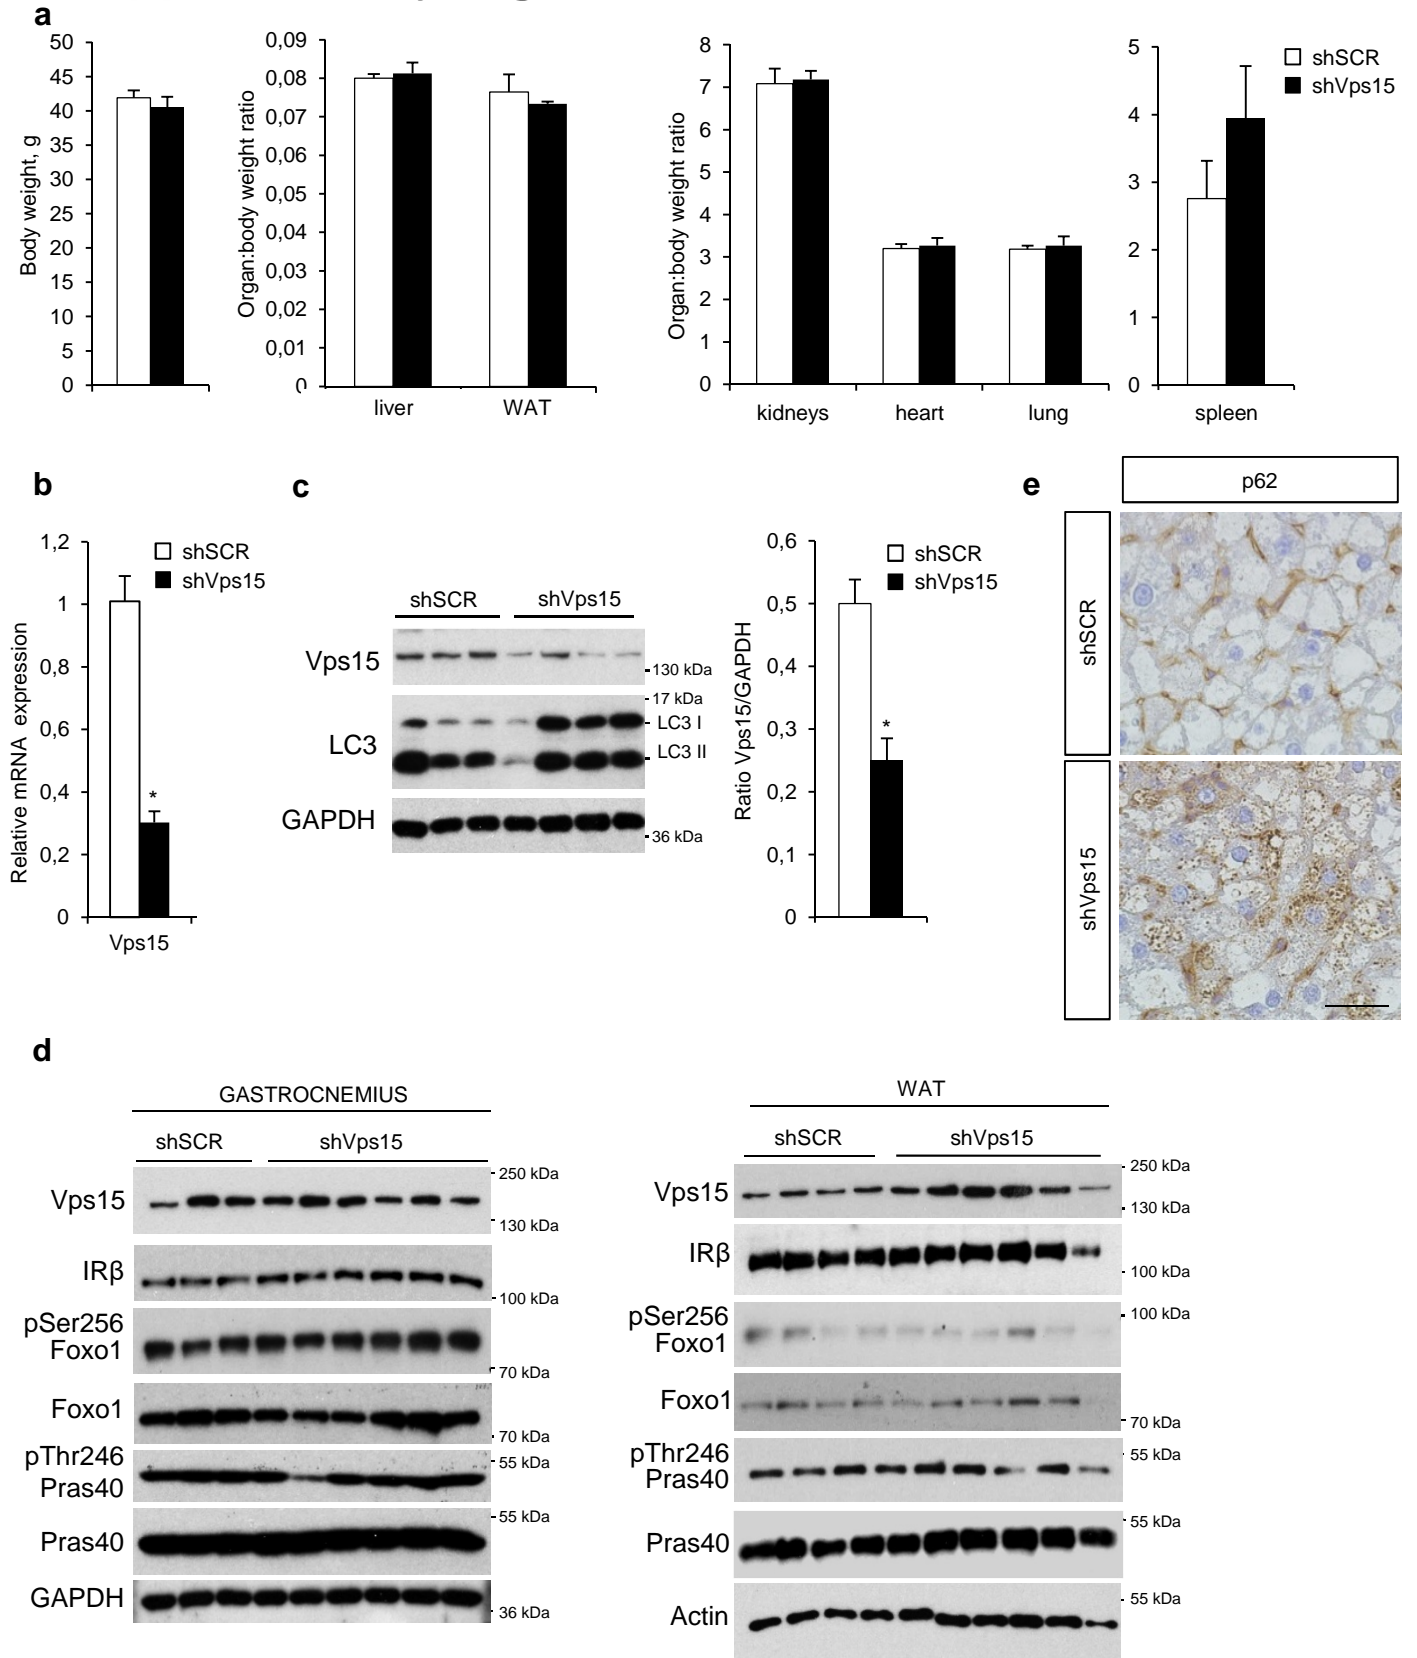 a
50
45
40
35
30
25
20
15
10
5
0
Body weight, g
0,09
0,08
0,07
0,06
0,05
0,04
0,03
0,02
0,01
0
Organ:body weight ratio
liver WAT
8
7
6
5
4
3
2
1
0
Organ:body weight ratio
kidneys heart lung
5
4
3
2
1
0
spleen
shSCR
shVps15
b
1,2
1
0,8
0,6
0,4
0,2
0
Relative mRNA expression
shSCR
shVps15
*
Vps15
c
shSCR shVps15
Vps15
130 kDa
17 kDa
LC3
LC3 I
LC3 II
GAPDH
36 kDa
0,6
0,5
0,4
0,3
0,2
0,1
0
Ratio Vps15/GAPDH
shSCR
shVps15
*
e
p62
shSCR
shVps15
d
GASTROCNEMIUS
shSCR shVps15
Vps15
250 kDa
130 kDa
IRβ
100 kDa
pSer256
Foxo1
70 kDa
Foxo1
70 kDa
pThr246
Pras40
55 kDa
Pras40
55 kDa
GAPDH
36 kDa
WAT
shSCR shVps15
Vps15
250 kDa
130 kDa
IRβ
100 kDa
pSer256
Foxo1
100 kDa
Foxo1
70 kDa
pThr246
Pras40
55 kDa
Pras40
55 kDa
Actin
55 kDa